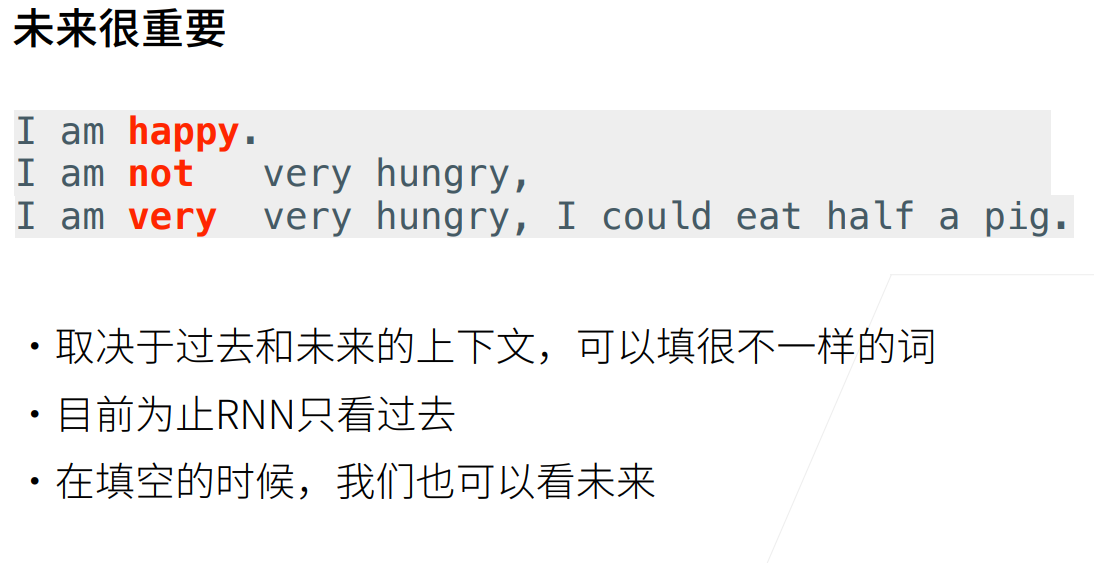 未来很重要
I am happy.
I am not   very hungry,
I am very  very hungry, I could eat half a pig.
• 取决于过去和未来的上下文，可以填很不一样的词
• 目前为止RNN只看过去
• 在填空的时候，我们也可以看未来